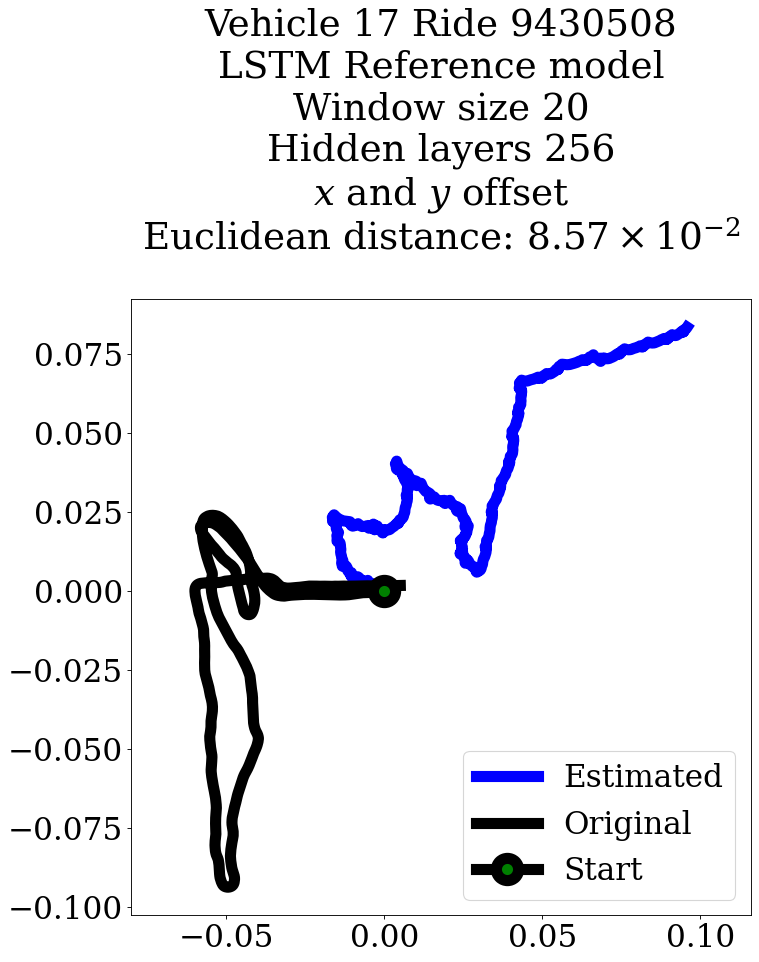 Vehicle 17 Ride 9430508
LSTM Reference model
Window size 20
Hidden layers 256
x and y offset
Euclidean distance: 8.57 × 10⁻²
0.075
0.050
0.025
0.000
−0.025
−0.050
−0.075
−0.100
Estimated
Original
Start
−0.05 0.00 0.05 0.10